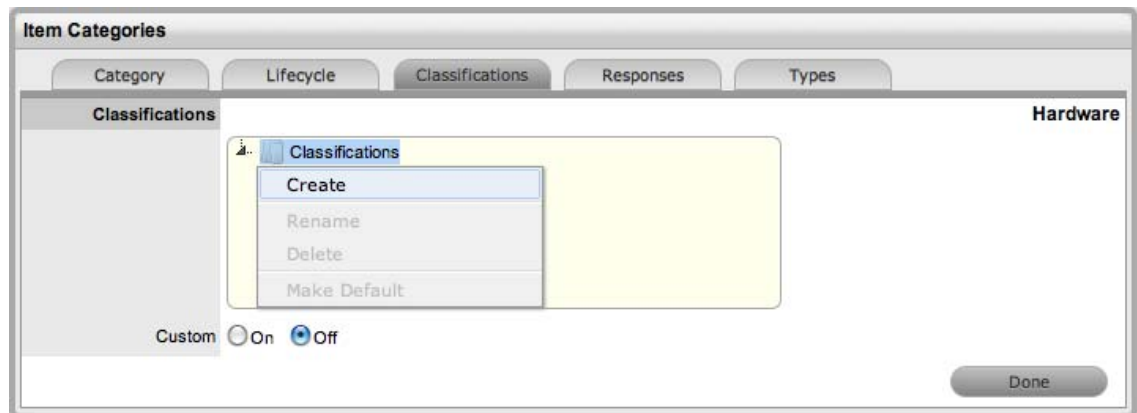 Item Categories
Category Lifecycle Classifications Responses Types
Classifications Hardware
Classifications
Create
Rename
Delete
Make Default
Custom On Off
Done